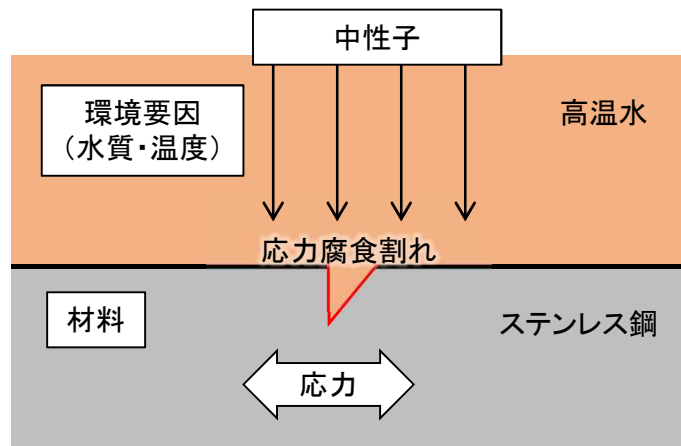 中性子
環境要因
（水質・温度）
高温水
応力腐食割れ
材料
ステンレス鋼
応力